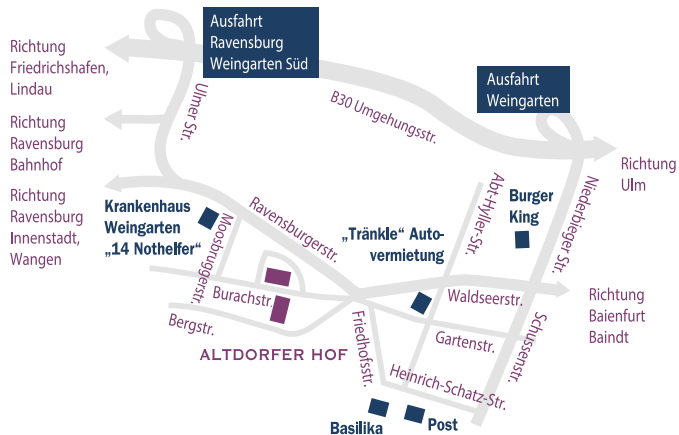 Ausfahrt
Ravensburg
Weingarten Süd
Richtung
Friedrichshafen,
Lindau
Ausfahrt
Weingarten
Ulmer Str.
B30 Umgehungsstr.
Richtung
Ravensburg
Bahnhof
Richtung
Ulm
Abt-Hyller-Str.
Niederbieger Str.
Richtung
Ravensburg
Innenstadt,
Wangen
Krankenhaus
Weingarten
„14 Nothelfer“
Moosbruggerstr.
Ravensburgerstr.
„Tränkle“ Auto-
vermietung
Burger
King
Burachstr.
Bergstr.
Waldseerstr.
Richtung
Baienfurt
Baindt
Friedhofsstr.
Gartenstr.
Schussenstr.
ALTDORFER HOF
Heinrich-Schatz-Str.
Basilika
Post